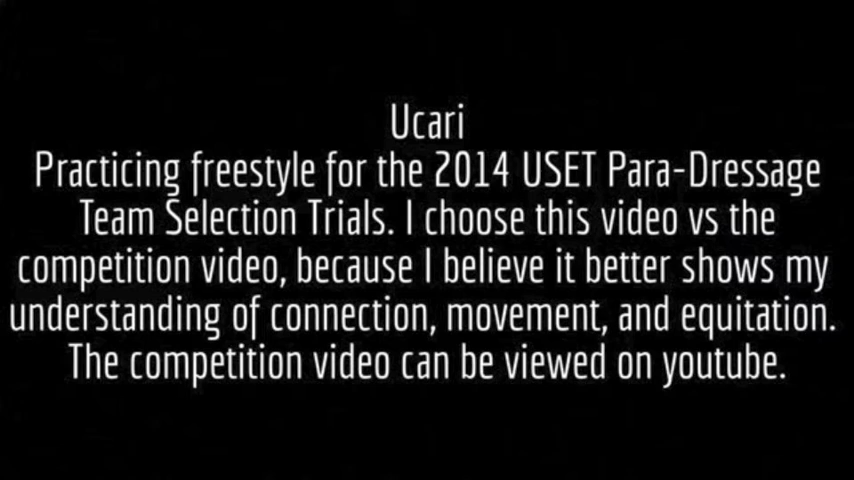 Ucari
Practicing freestyle for the 2014 USET Para-Dressage
Team Selection Trials. I choose this video vs the
competition video, because I believe it better shows my
understanding of connection, movement, and equitation.
The competition video can be viewed on youtube.